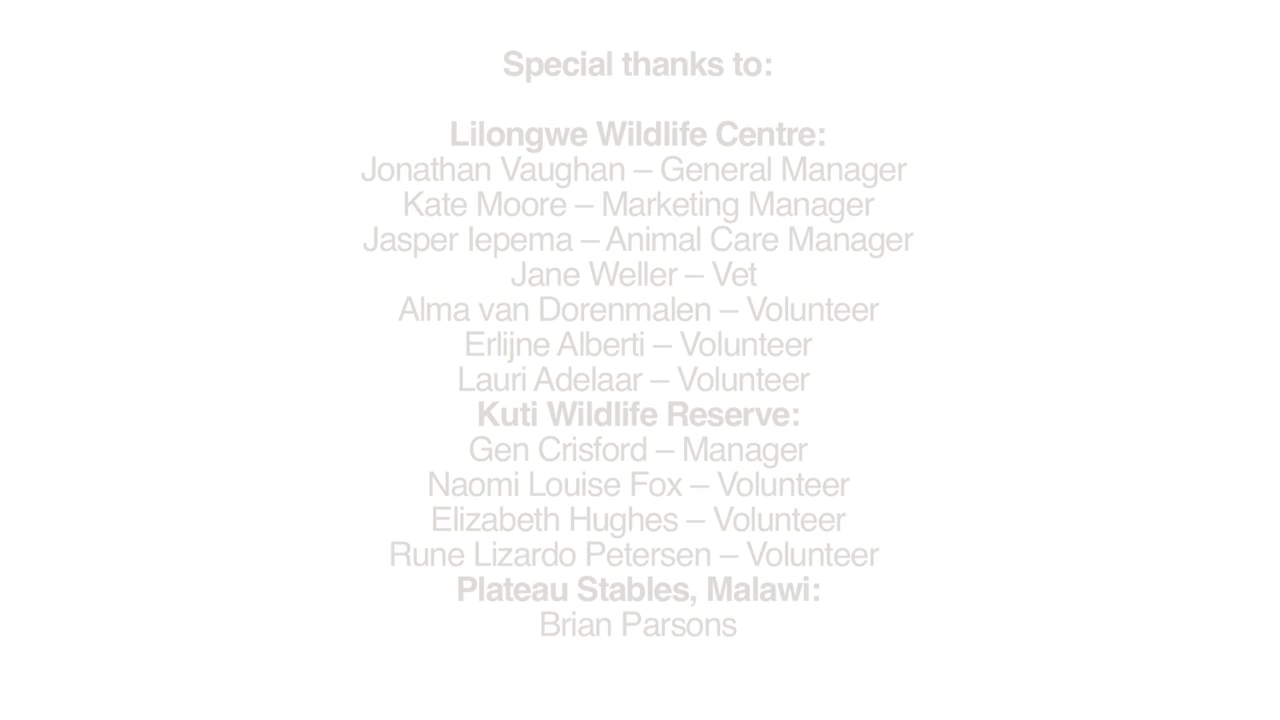 Special thanks to:
Lilongwe Wildlife Centre:
Jonathan Vaughan – General Manager
Kate Moore – Marketing Manager
Jasper Iepema – Animal Care Manager
Jane Weller – Vet
Alma van Dorenmalen – Volunteer
Erlijne Alberti – Volunteer
Lauri Adelaar – Volunteer
Kuti Wildlife Reserve:
Gen Crisford – Manager
Naomi Louise Fox – Volunteer
Elizabeth Hughes – Volunteer
Rune Lizardo Petersen – Volunteer
Plateau Stables, Malawi:
Brian Parsons